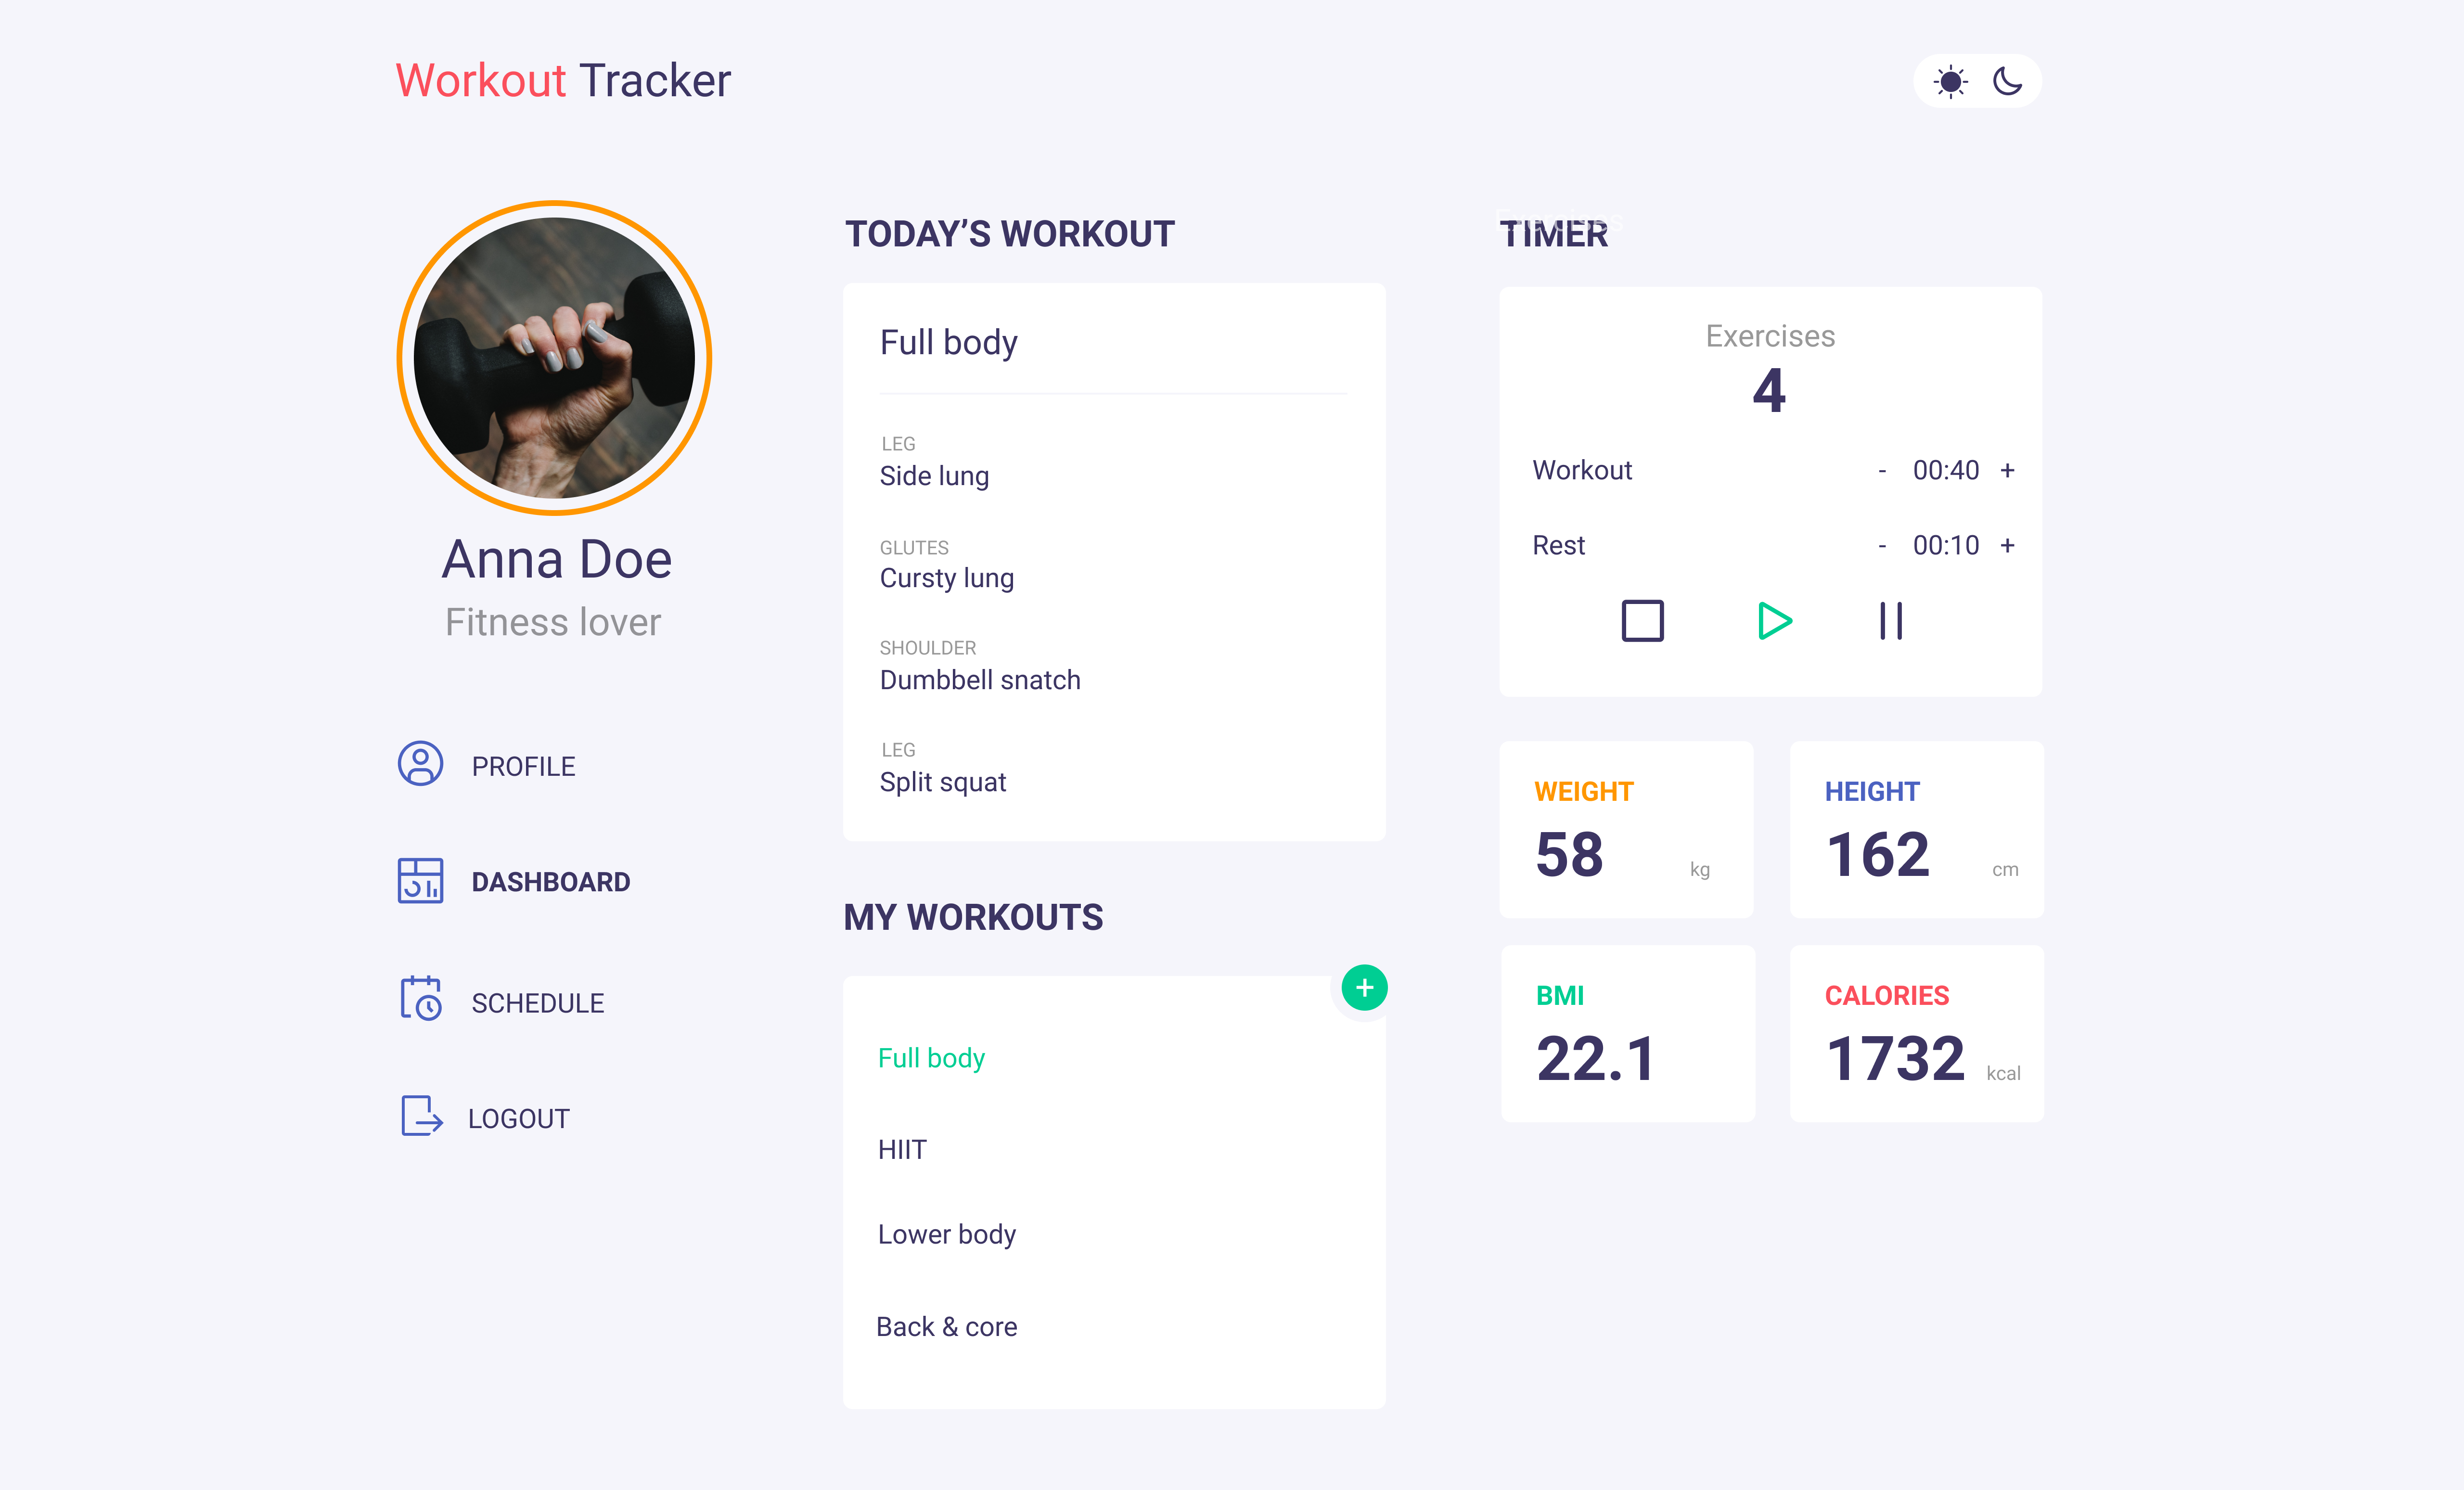 Workout Tracker
Anna Doe
Fitness lover
PROFILE
DASHBOARD
SCHEDULE
LOGOUT
TODAY’S WORKOUT
Full body
LEG
Side lung
GLUTES
Cursty lung
SHOULDER
Dumbbell snatch
LEG
Split squat
MY WORKOUTS
+
Full body
HIIT
Lower body
Back & core
TIMER
Exercises
Exercises
4
Workout - 00:40 +
Rest - 00:10 +
WEIGHT
58 kg
HEIGHT
162 cm
BMI
22.1
CALORIES
1732 kcal